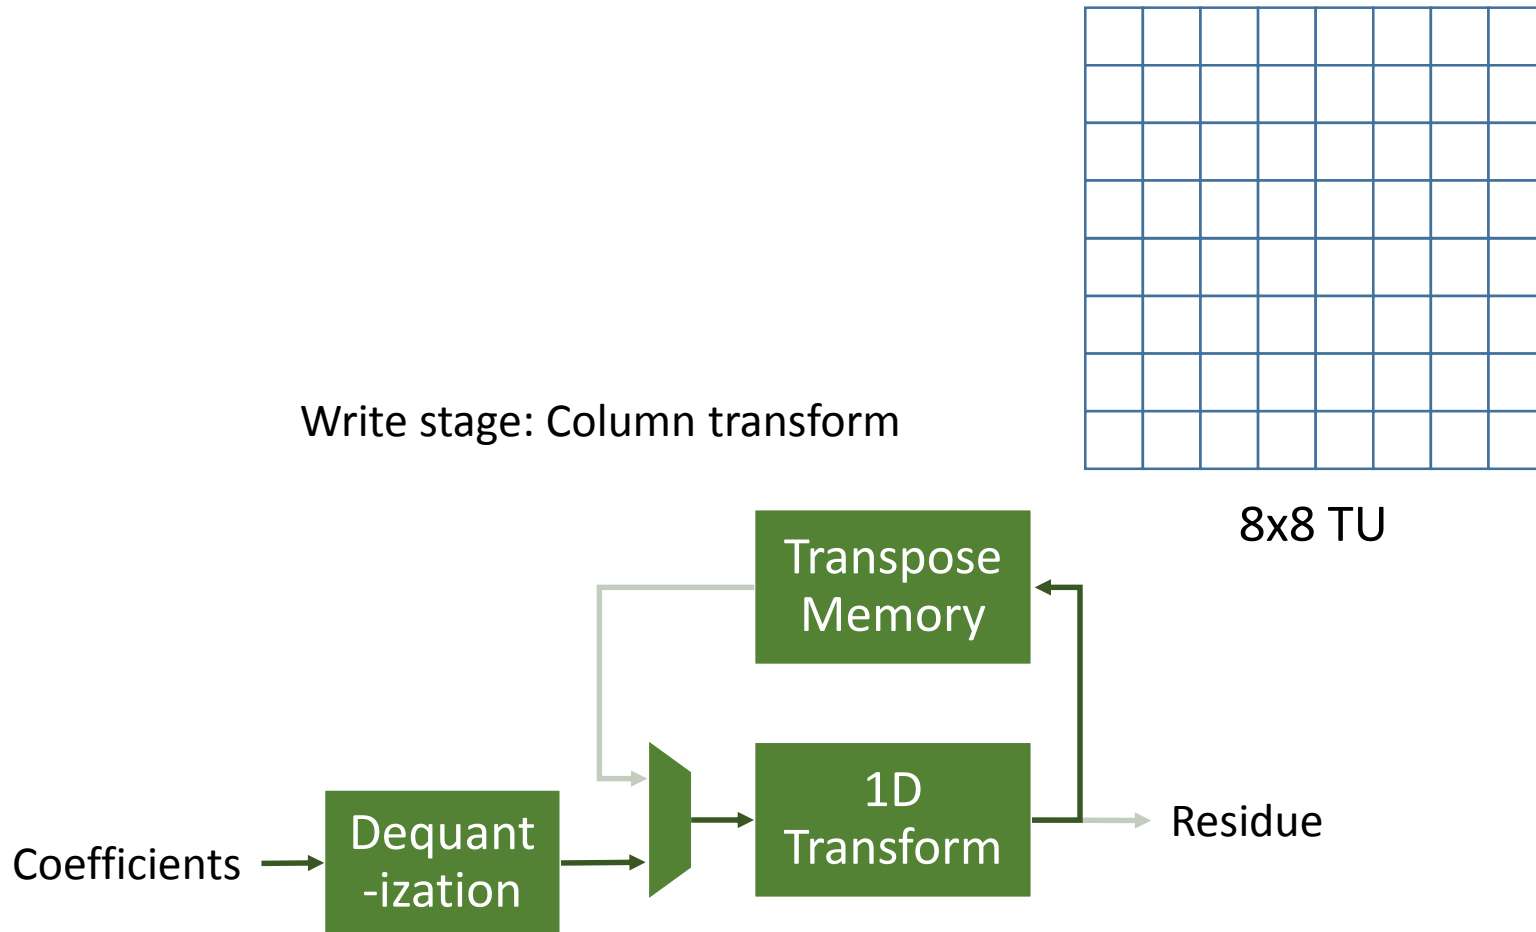 Write stage: Column transform
8x8 TU
Transpose
Memory
1D
Transform
Residue
Dequant
-ization
Coefficients